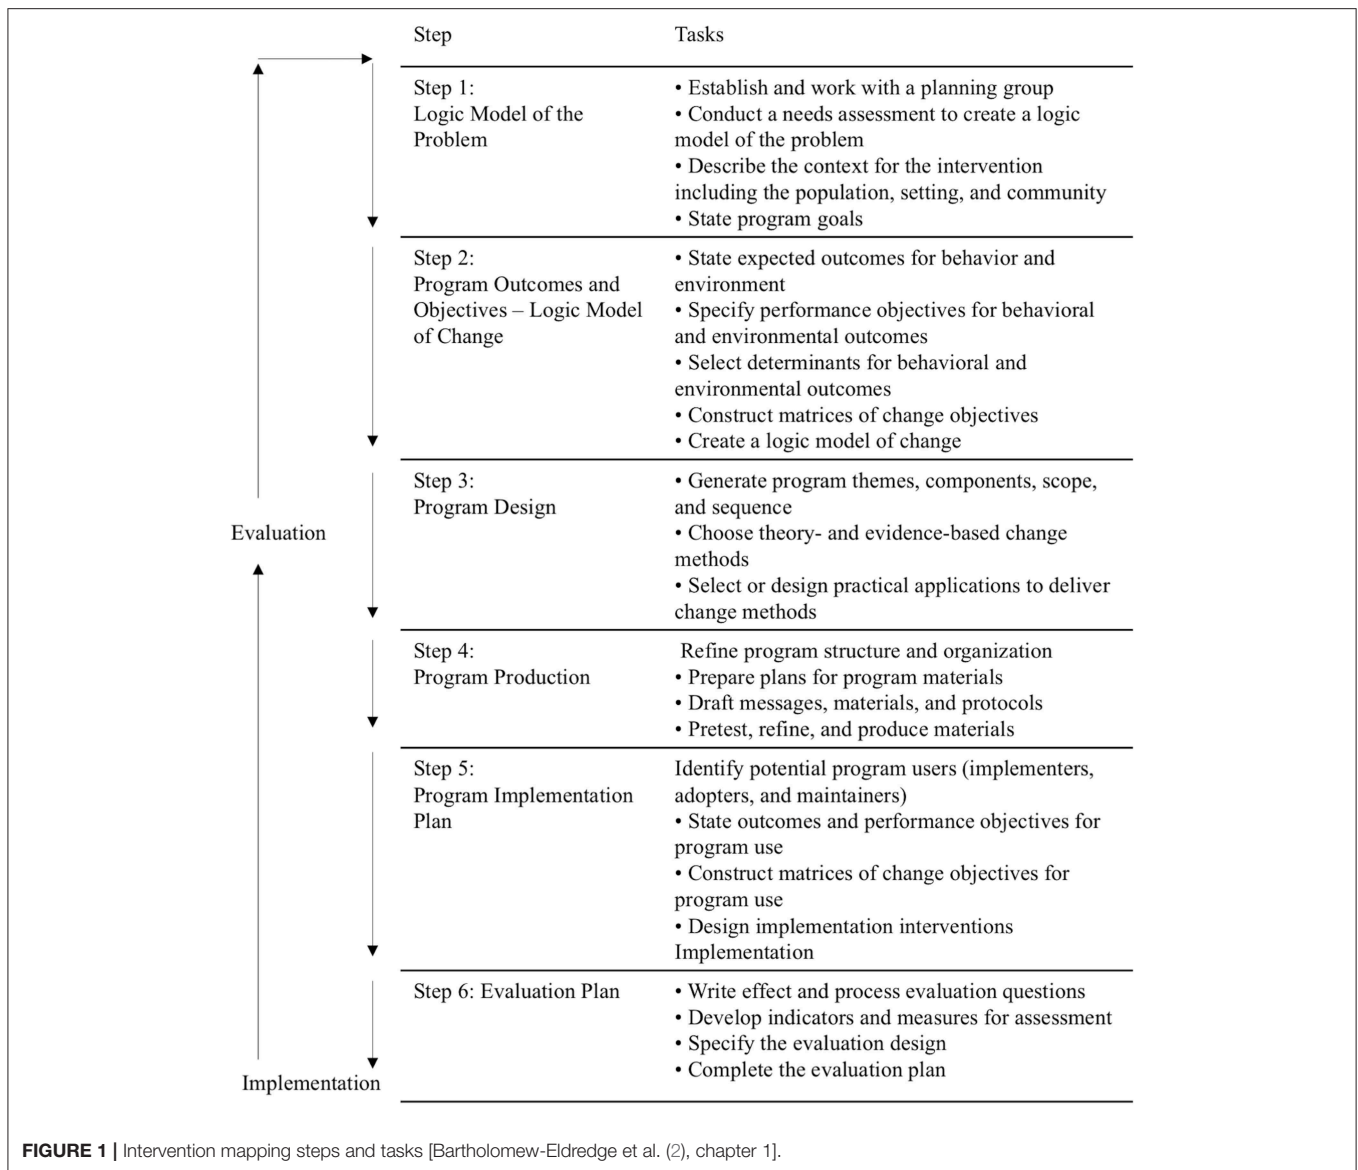 Step Tasks
Step 1:
Logic Model of the
Problem
• Establish and work with a planning group
• Conduct a needs assessment to create a logic
model of the problem
• Describe the context for the intervention
including the population, setting, and community
• State program goals
Step 2:
Program Outcomes and
Objectives – Logic Model
of Change
• State expected outcomes for behavior and
environment
• Specify performance objectives for behavioral
and environmental outcomes
• Select determinants for behavioral and
environmental outcomes
• Construct matrices of change objectives
• Create a logic model of change
Step 3:
Program Design
• Generate program themes, components, scope,
and sequence
• Choose theory- and evidence-based change
methods
• Select or design practical applications to deliver
change methods
Evaluation
Step 4:
Program Production
Refine program structure and organization
• Prepare plans for program materials
• Draft messages, materials, and protocols
• Pretest, refine, and produce materials
Step 5:
Program Implementation
Plan
Identify potential program users (implementers,
adopters, and maintainers)
• State outcomes and performance objectives for
program use
• Construct matrices of change objectives for
program use
• Design implementation interventions
Implementation
Step 6: Evaluation Plan
• Write effect and process evaluation questions
• Develop indicators and measures for assessment
• Specify the evaluation design
• Complete the evaluation plan
Implementation
FIGURE 1 | Intervention mapping steps and tasks [Bartholomew-Eldredge et al. (2), chapter 1].